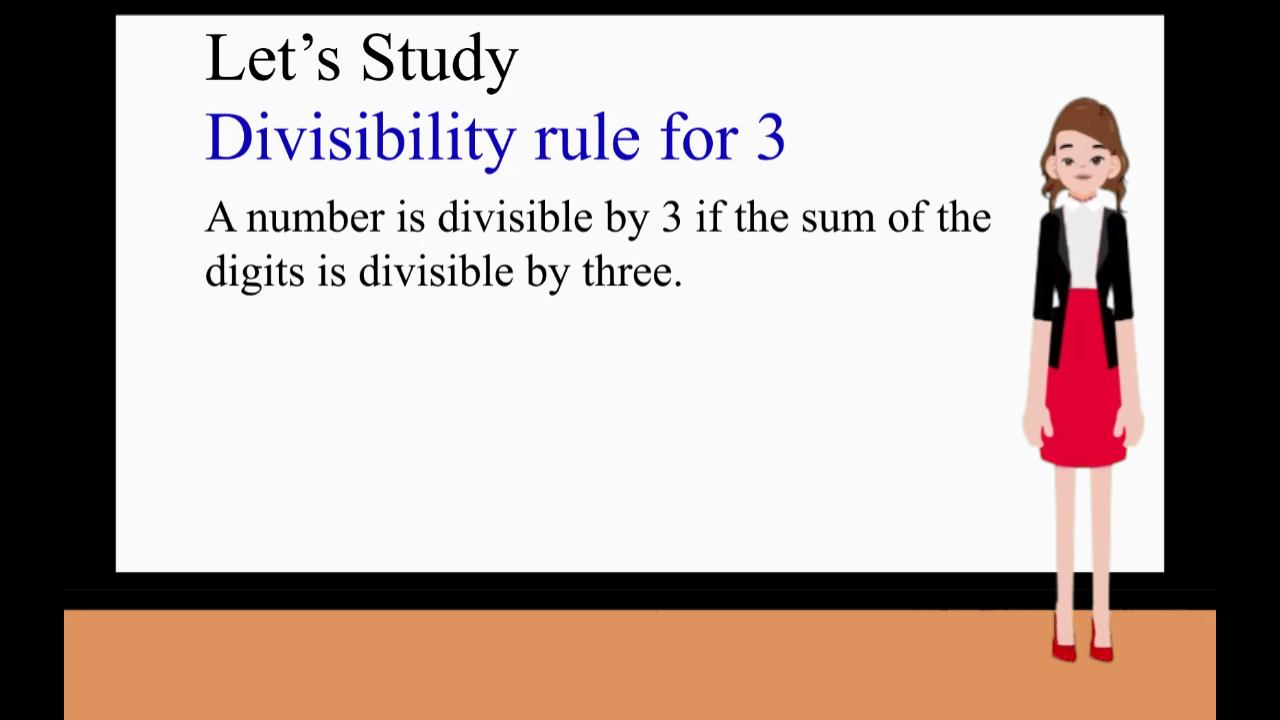 Let’s Study
Divisibility rule for 3
A number is divisible by 3 if the sum of the
digits is divisible by three.